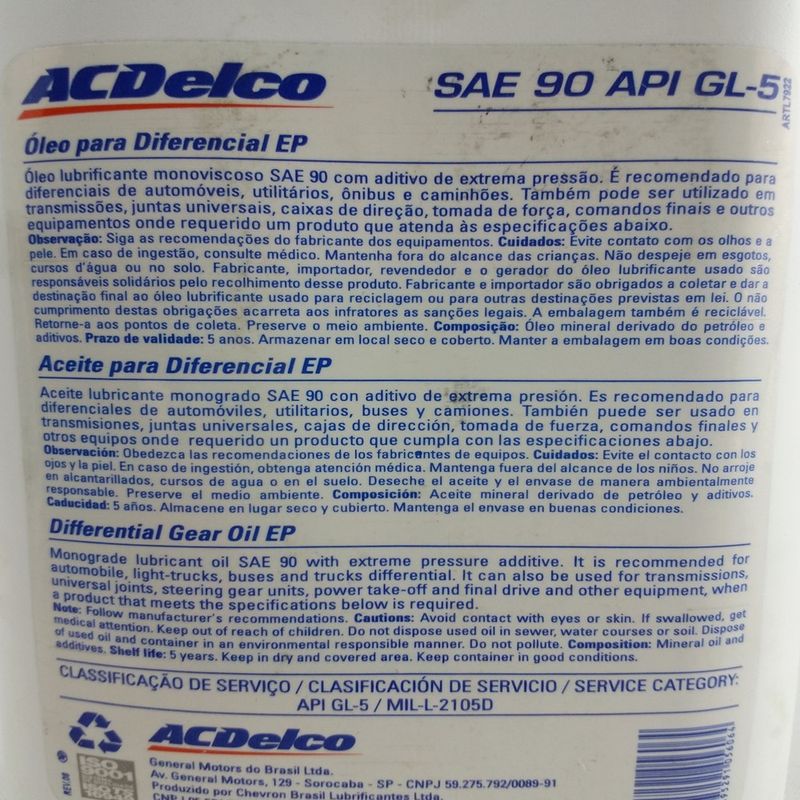 ACDelco
SAE 90 API GL-5
ARTL7922
Óleo para Diferencial EP
Óleo lubrificante monoviscoso SAE 90 com aditivo de extrema pressão. É recomendado para
diferenciais de automóveis, utilitários, ônibus e caminhões. Também pode ser utilizado em
transmissões, juntas universais, caixas de direção, tomada de força, comandos finais e outros
equipamentos onde requerido um produto que atenda às especificações abaixo.
Observação: Siga as recomendações do fabricante dos equipamentos. Cuidados: Evite contato com os olhos e a
pele. Em caso de ingestão, consulte médico. Mantenha fora do alcance das crianças. Não despeje em esgotos,
cursos d'água ou no solo. Fabricante, importador, revendedor e o gerador do óleo lubrificante usado são
responsáveis solidários pelo recolhimento desse produto. Fabricante e importador são obrigados a coletar e dar a
destinação final ao óleo lubrificante usado para reciclagem ou para outras destinações previstas em lei. O não
cumprimento destas obrigações acarreta aos infratores as sanções legais. A embalagem também é reciclável.
Retorne-a aos pontos de coleta. Preserve o meio ambiente. Composição: Óleo mineral derivado do petróleo e
aditivos. Prazo de validade: 5 anos. Armazenar em local seco e coberto. Manter a embalagem em boas condições.
Aceite para Diferencial EP
Aceite lubricante monogrado SAE 90 con aditivo de extrema presión. Es recomendado para
diferenciales de automóviles, utilitarios, buses y camiones. También puede ser usado en
transmisiones, juntas universales, cajas de dirección, tomada de fuerza, comandos finales y
otros equipos onde requerido un producto que cumpla con las especificaciones abajo.
Observación: Obedezca las recomendaciones de los fabricantes de equipos. Cuidados: Evite el contacto con los
ojos y la piel. En caso de ingestión, obtenga atención médica. Mantenga fuera del alcance de los niños. No arroje
en alcantarillados, cursos de agua o en el suelo. Deseche el aceite y el envase de manera ambientalmente
responsable. Preserve el medio ambiente. Composición: Aceite mineral derivado de petróleo y aditivos.
Caducidad: 5 años. Almacene en lugar seco y cubierto. Mantenga el envase en buenas condiciones.
Differential Gear Oil EP
Monograde lubricant oil SAE 90 with extreme pressure additive. It is recommended for
automobile, light-trucks, buses and trucks differential. It can also be used for transmissions,
universal joints, steering gear units, power take-off and final drive and other equipment, when
a product that meets the specifications below is required.
Note: Follow manufacturer's recommendations. Cautions: Avoid contact with eyes or skin. If swallowed, get
medical attention. Keep out of reach of children. Do not dispose used oil in sewer, water courses or soil. Dispose
of used oil and container in an environmental responsible manner. Do not pollute. Composition: Mineral oil and
additives. Shelf life: 5 years. Keep in dry and covered area. Keep container in good conditions.
CLASSIFICAÇÃO DE SERVIÇO / CLASIFICACIÓN DE SERVICIO / SERVICE CATEGORY:
API GL-5 / MIL-L-2105D
ACDelco
ISO
9001
REV.00
General Motors do Brasil Ltda.
Av. General Motors, 129 - Sorocaba - SP - CNPJ 59.275.792/0089-91
Produzido por Chevron Brasil Lubrificantes Ltda.